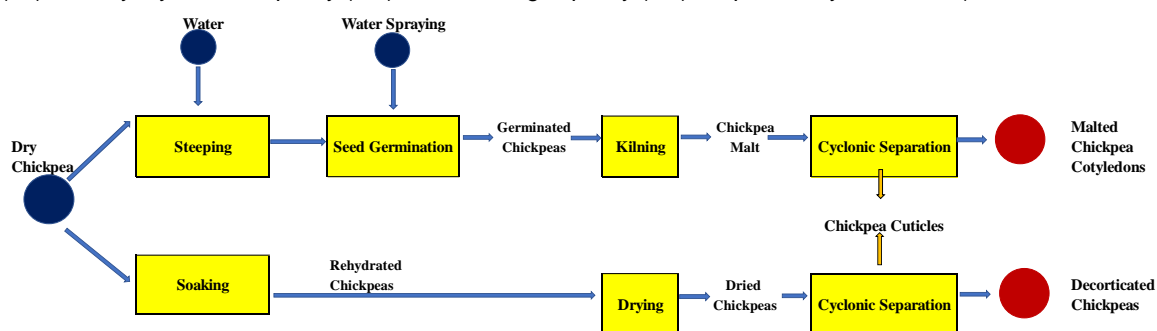 Water
Water Spraying
Dry
Chickpea
Steeping
Seed Germination
Germinated
Chickpeas
Kilning
Chickpea
Malt
Cyclonic Separation
Malted
Chickpea
Cotyledons
Chickpea Cuticles
Soaking
Rehydrated
Chickpeas
Drying
Dried
Chickpeas
Cyclonic Separation
Decorticated
Chickpeas